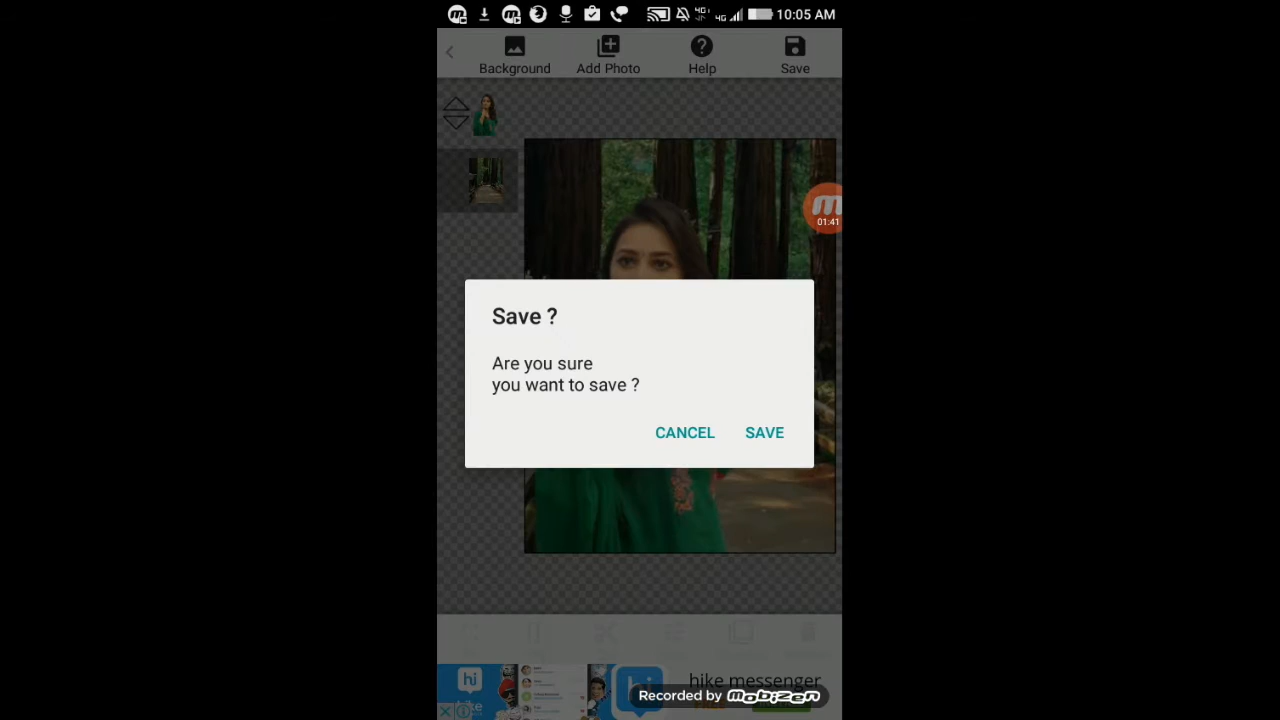 10:05 AM
Background
Add Photo
Help
Save
01:41
Save ?
Are you sure
you want to save ?
CANCEL
SAVE
hi
hike messenger
Recorded by mobizen